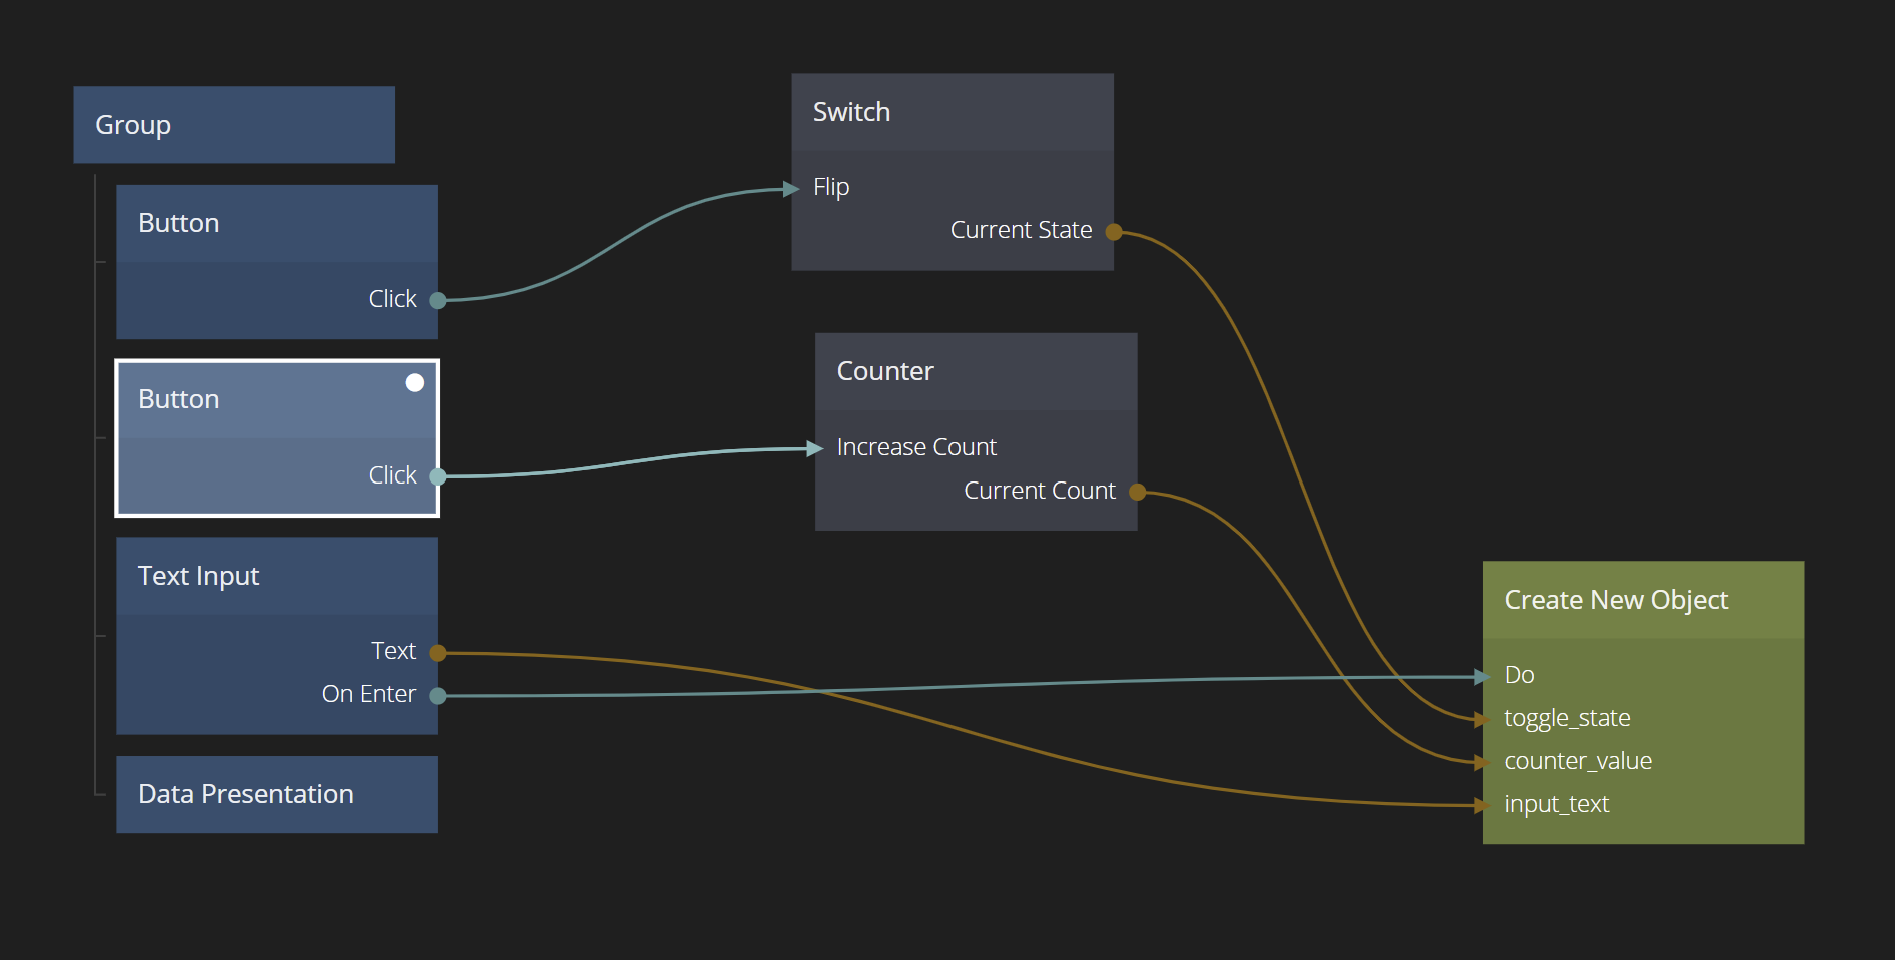 Group
Button
Click
Button
Click
Text Input
Text
On Enter
Data Presentation
Switch
Flip
Current State
Counter
Increase Count
Current Count
Create New Object
Do
toggle_state
counter_value
input_text